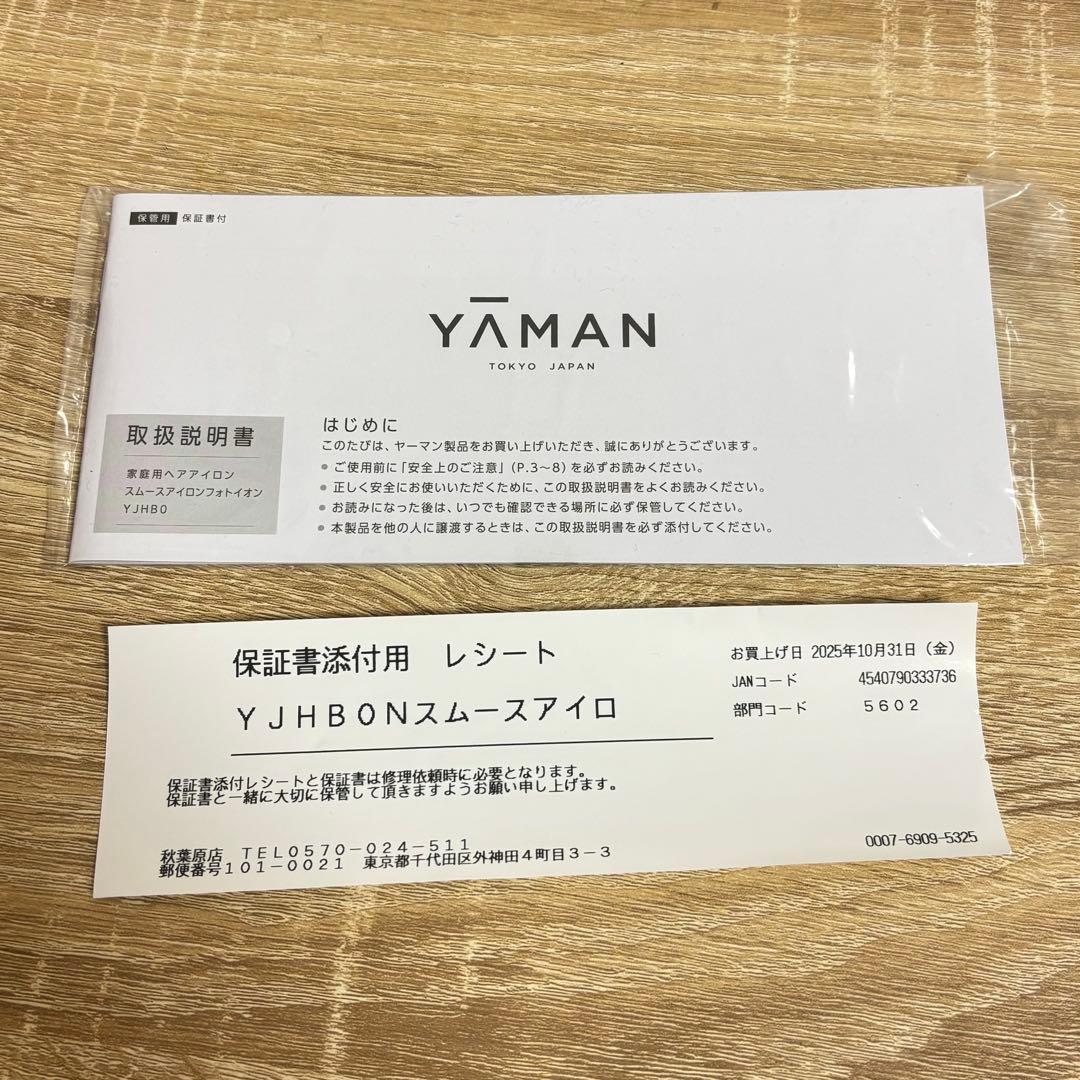 保管用 保証書付
YAMAN
TOKYO JAPAN
取扱説明書
家庭用ヘアアイロン
スムースアイロンフォトイオン
YJHB0
はじめに
このたびは、ヤーマン製品をお買い上げいただき、誠にありがとうございます。
● ご使用前に「安全上のご注意」(P.3~8)を必ずお読みください。
● 正しく安全にお使いいただくために、この取扱説明書をよくお読みください。
● お読みになった後は、いつでも確認できる場所に必ず保管してください。
● 本製品を他の人に譲渡するときは、この取扱説明書を必ず添付してください。
保証書添付用 レシート
YJHB0Nスムースアイロ
お買上げ日 2025年10月31日(金)
JANコード 4540790333736
部門コード 5602
保証書添付レシートと保証書は修理依頼時に必要となります。
保証書と一緒に大切に保管して頂きますようお願い申し上げます。
秋葉原店 TEL0570-024-511
郵便番号101-0021 東京都千代田区外神田4町目3-3
0007-6909-5325